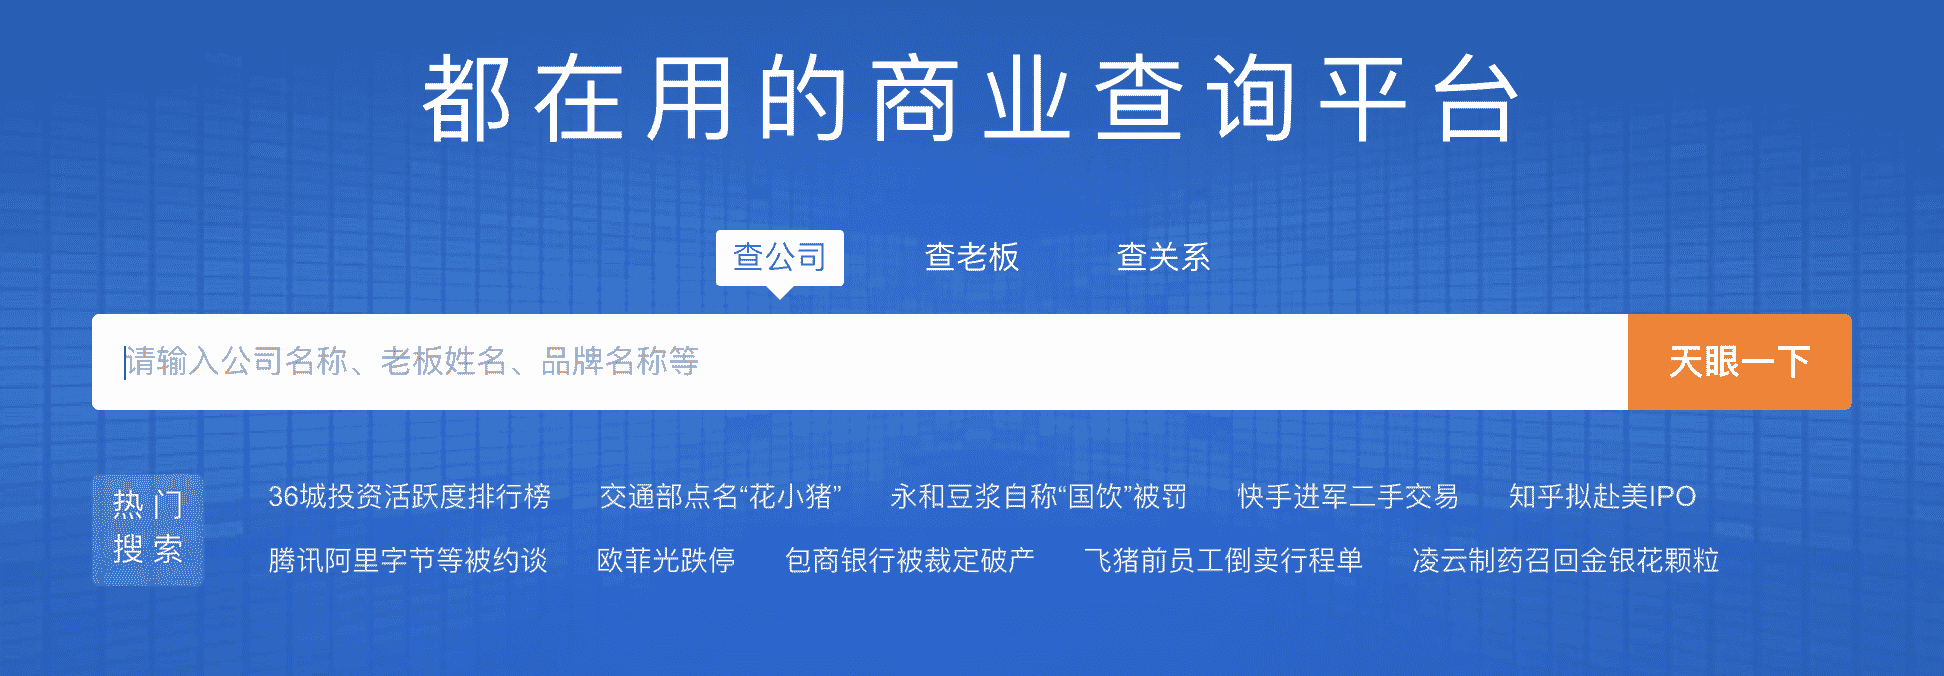 都在用的商业查询平台
查公司 查老板 查关系
请输入公司名称、老板姓名、品牌名称等 天眼一下
热门搜索
36城投资活跃度排行榜 交通部点名“花小猪” 永和豆浆自称“国饮”被罚 快手进军二手交易 知乎拟赴美IPO
腾讯阿里字节等被约谈 欧菲光跌停 包商银行被裁定破产 飞猪前员工倒卖行程单 凌云制药召回金银花颗粒